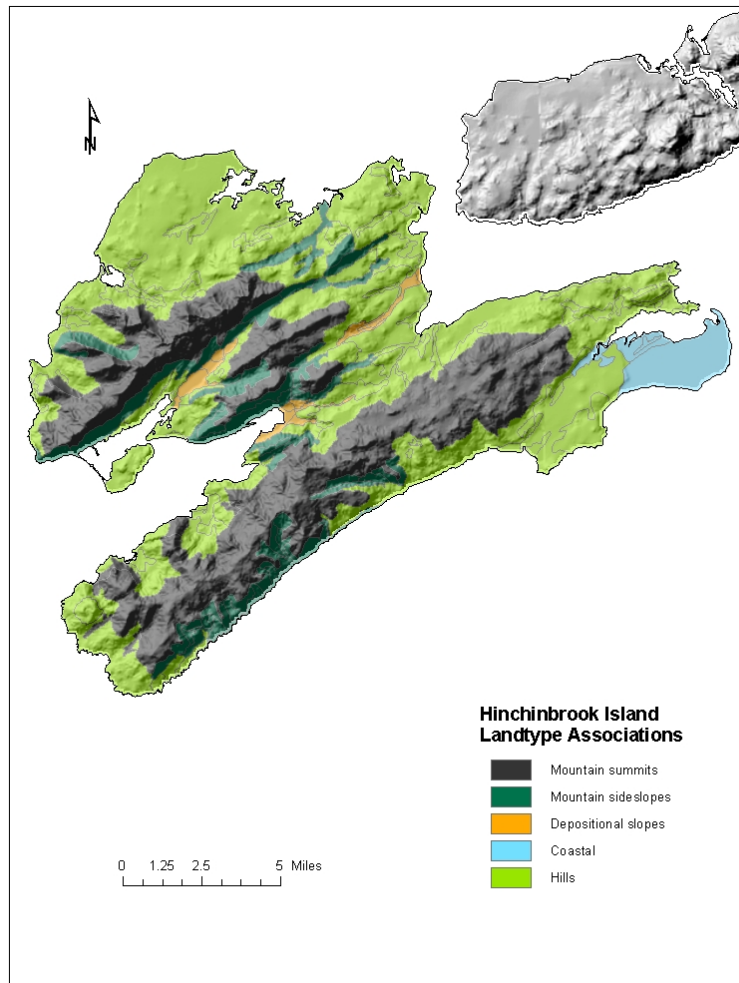 N
Hinchinbrook Island
Landtype Associations
Mountain summits
Mountain sideslopes
Depositional slopes
Coastal
Hills
0 1.25 2.5 5 Miles